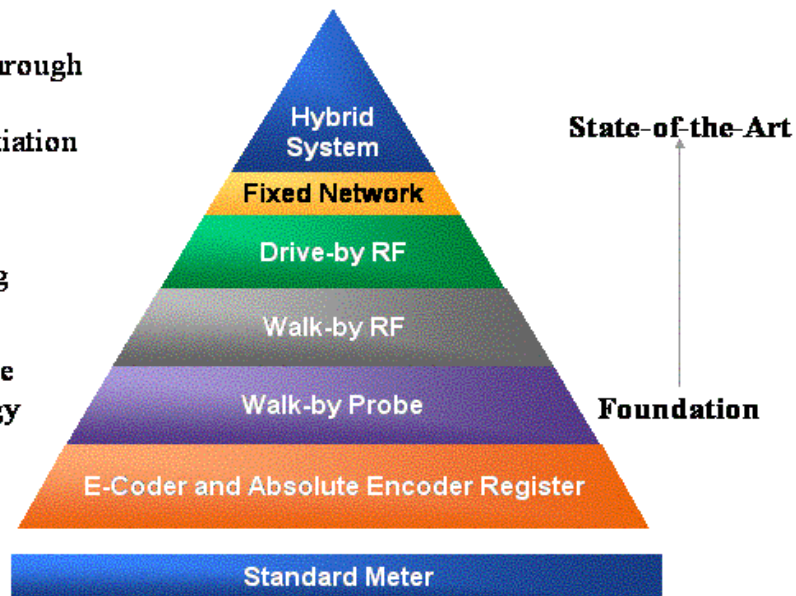 Hybrid
System
State-of-the-Art
Fixed Network
Drive-by RF
Walk-by RF
Walk-by Probe
Foundation
E-Coder and Absolute Encoder Register
Standard Meter